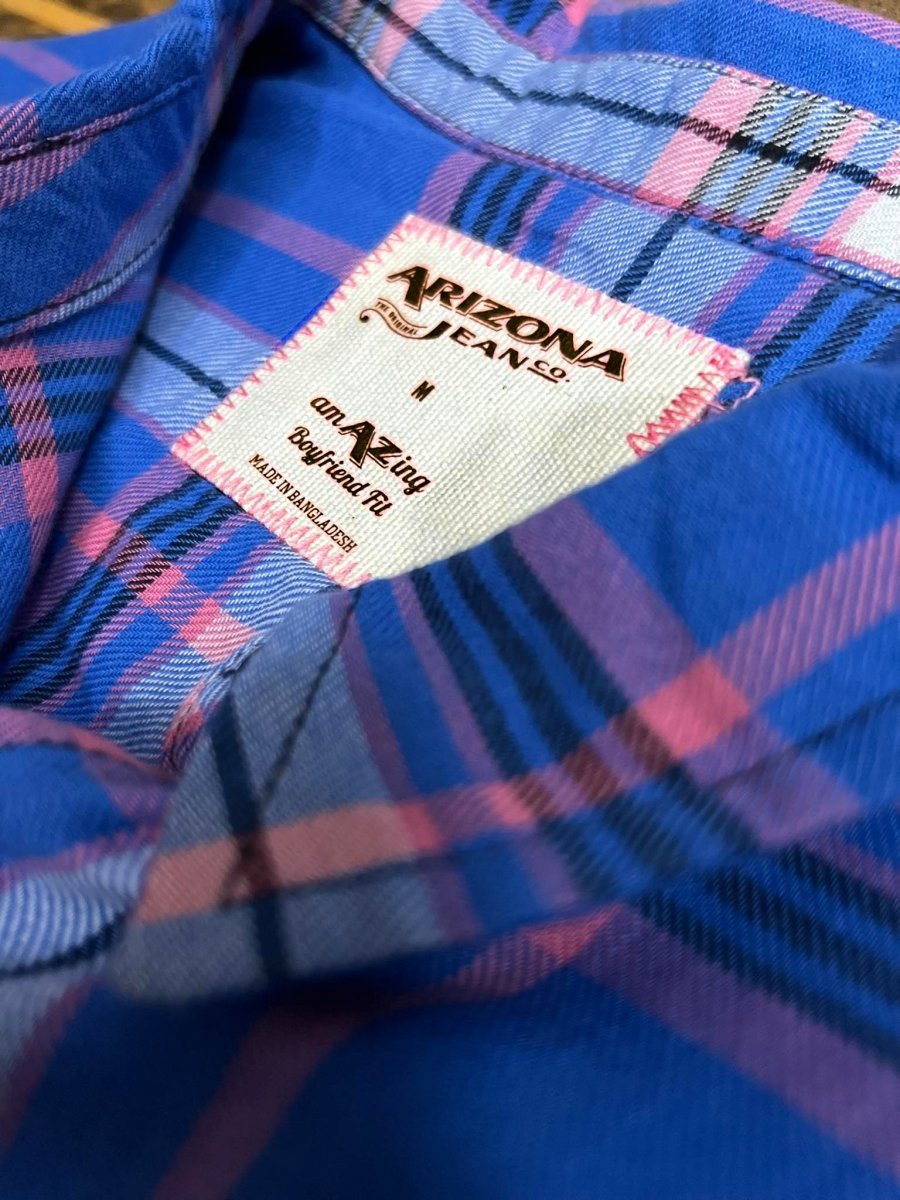 ARIZONA
THE ORIGINAL
JEAN CO.
M
amAZing
Boyfriend Fit
MADE IN BANGLADESH